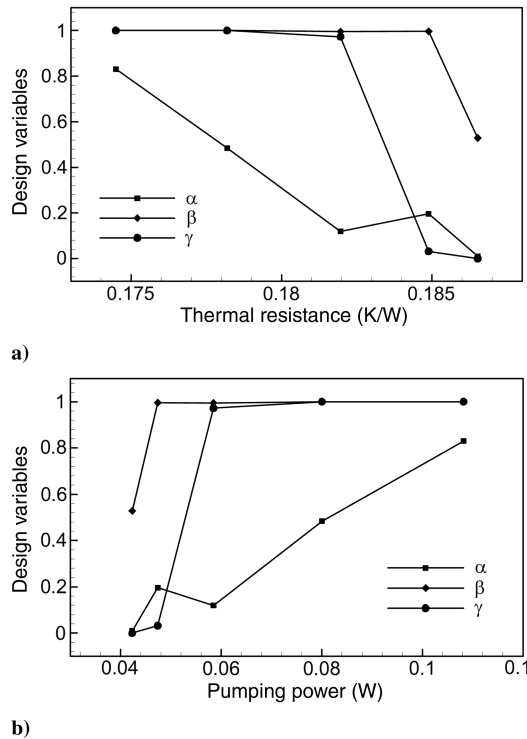 1
0.8
0.6
0.4
0.2
0
Design variables
α
β
γ
0.175
0.18
0.185
Thermal resistance (K/W)
a)
1
0.8
0.6
0.4
0.2
0
Design variables
α
β
γ
0.04
0.06
0.08
0.1
0.1
Pumping power (W)
b)